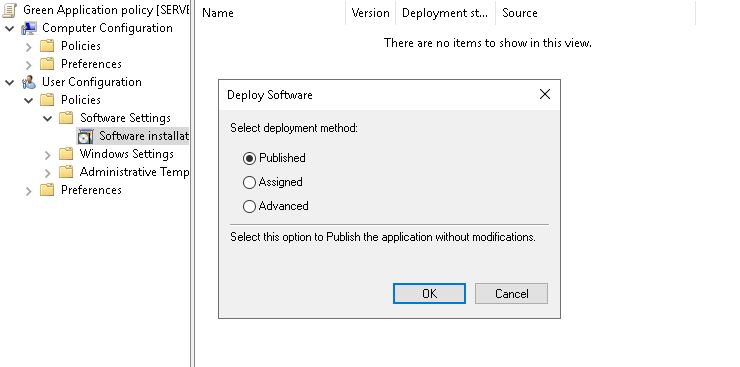 Green Application policy [SERVE
Name Version Deployment st... Source
Computer Configuration
Policies
Preferences
User Configuration
Policies
Software Settings
Software installat
Windows Settings
Administrative Temp
Preferences
There are no items to show in this view.
Deploy Software
Select deployment method:
Published
Assigned
Advanced
Select this option to Publish the application without modifications.
OK Cancel